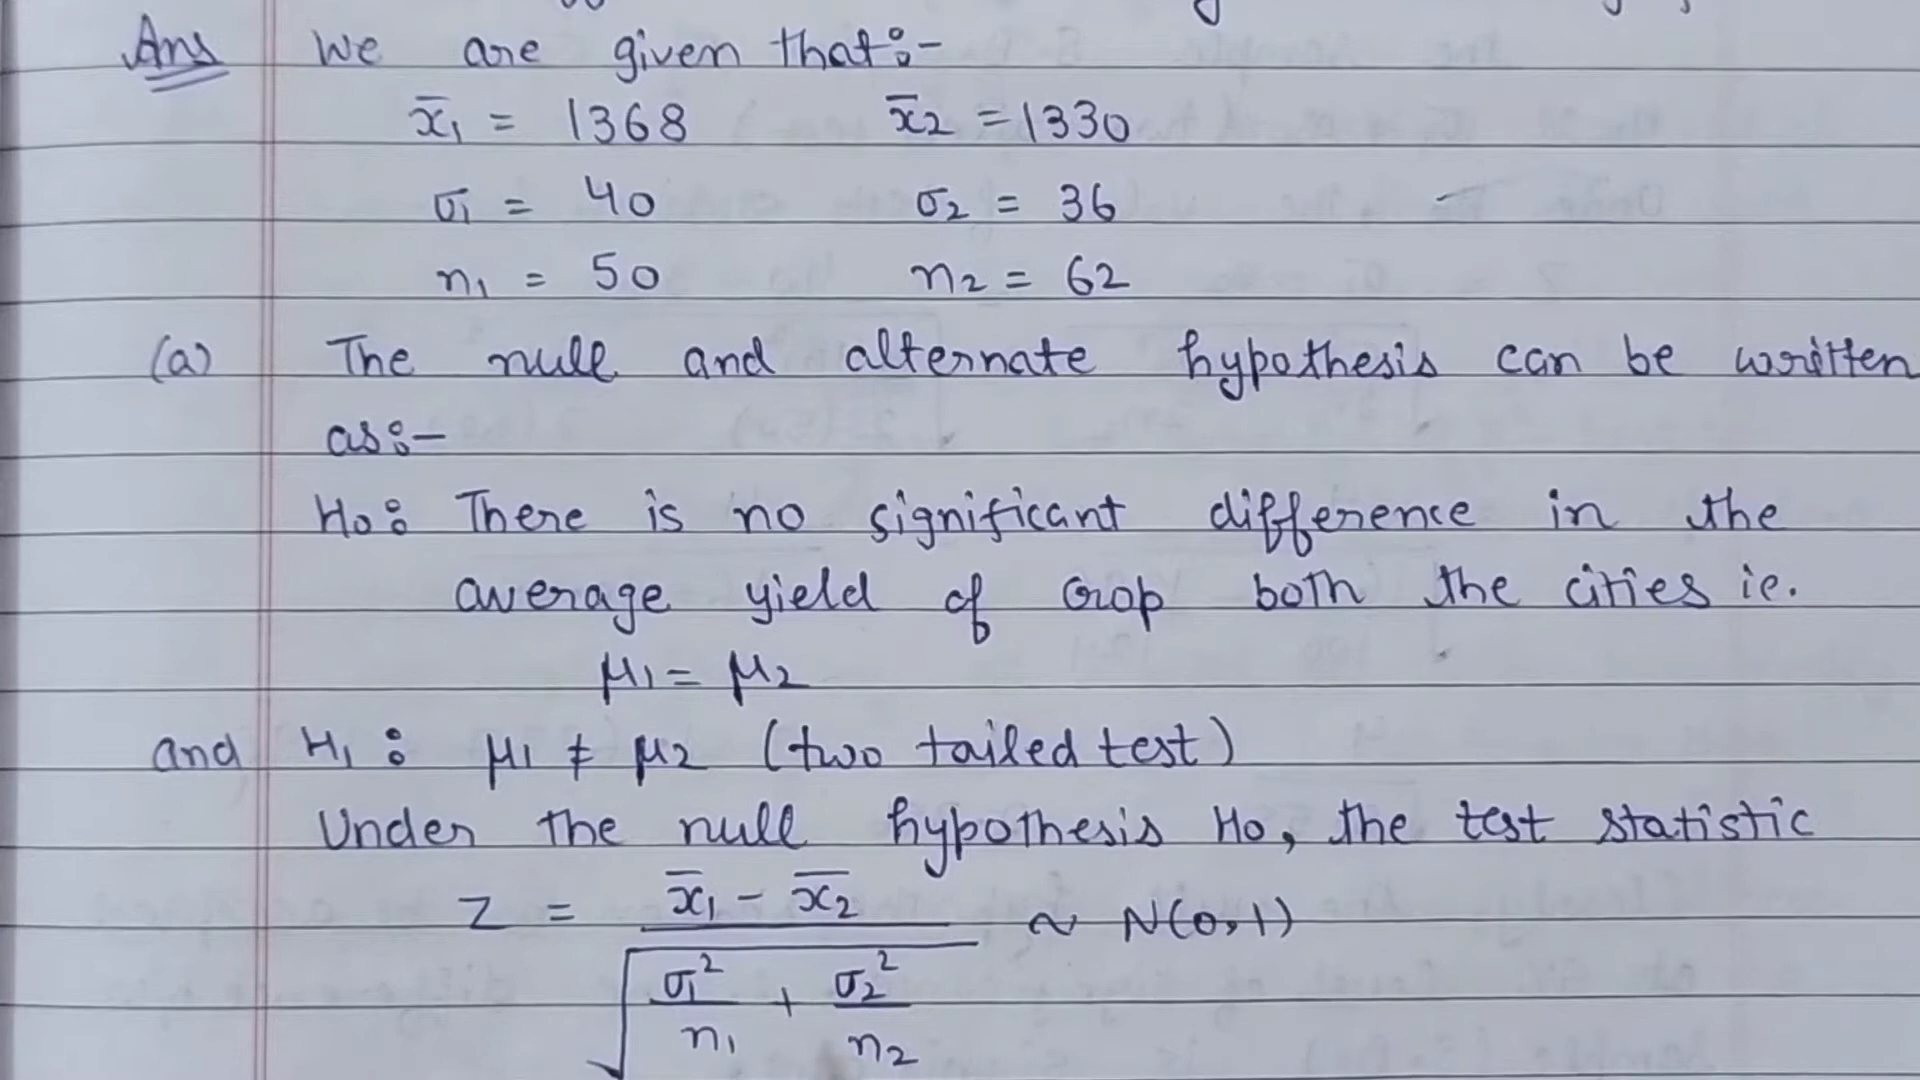 Ans We are given that:-
x̄₁ = 1368 x̄₂ = 1330
σ₁ = 40 σ₂ = 36
n₁ = 50 n₂ = 62
(a) The null and alternate hypothesis can be written
as:-
H₀: There is no significant difference in the
average yield of crop both the cities ie.
μ₁ = μ₂
and H₁: μ₁ ≠ μ₂ (two tailed test)
Under the null hypothesis H₀, the test statistic
Z = (x̄₁ - x̄₂) / √(σ₁²/n₁ + σ₂²/n₂) ~ N(0,1)